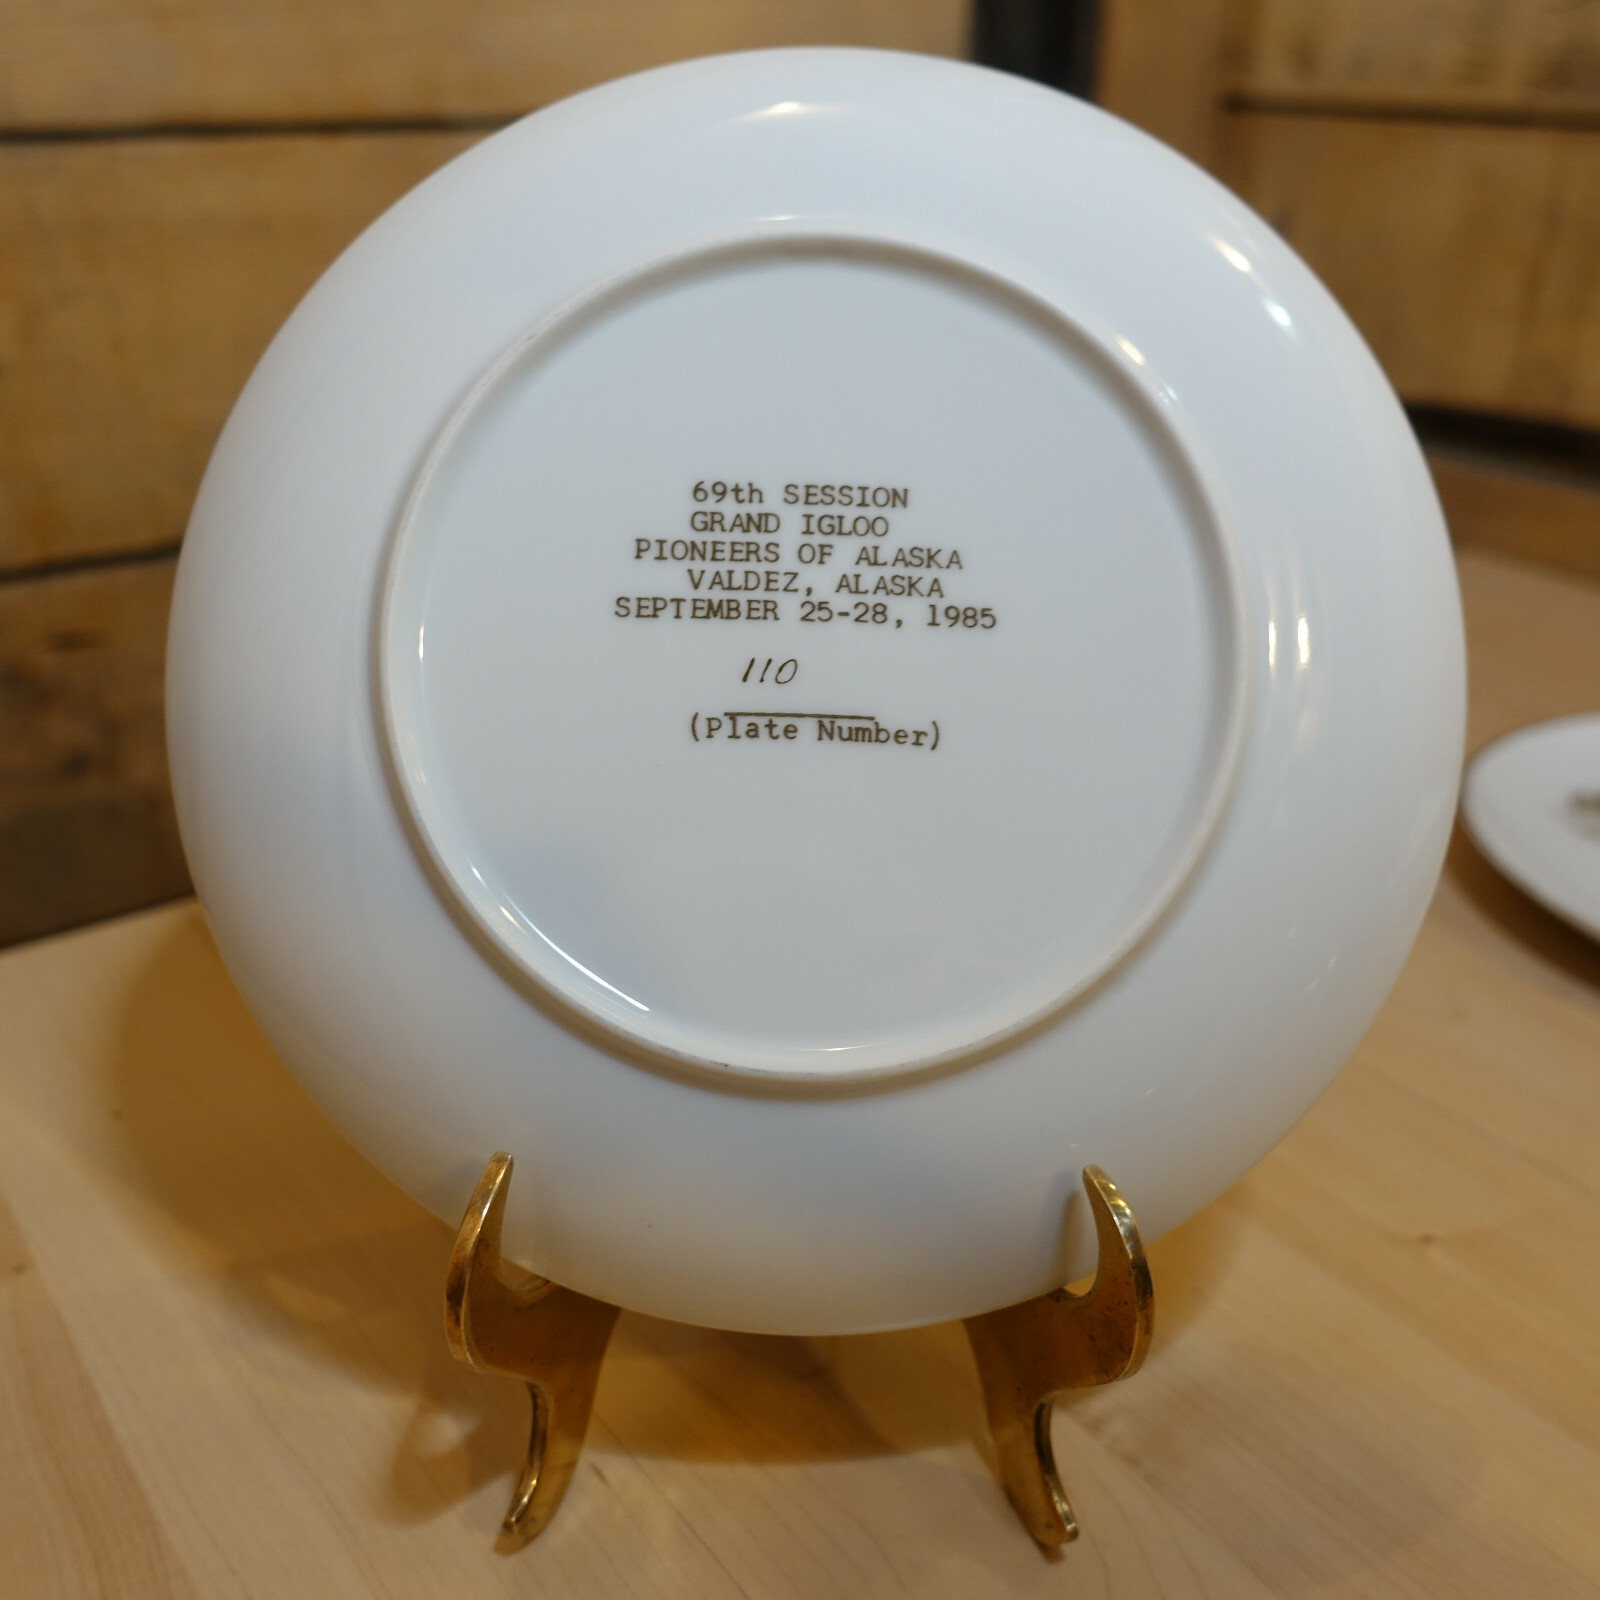 69th SESSION
GRAND IGLOO
PIONEERS OF ALASKA
VALDEZ, ALASKA
SEPTEMBER 25-28, 1985
110
(Plate Number)